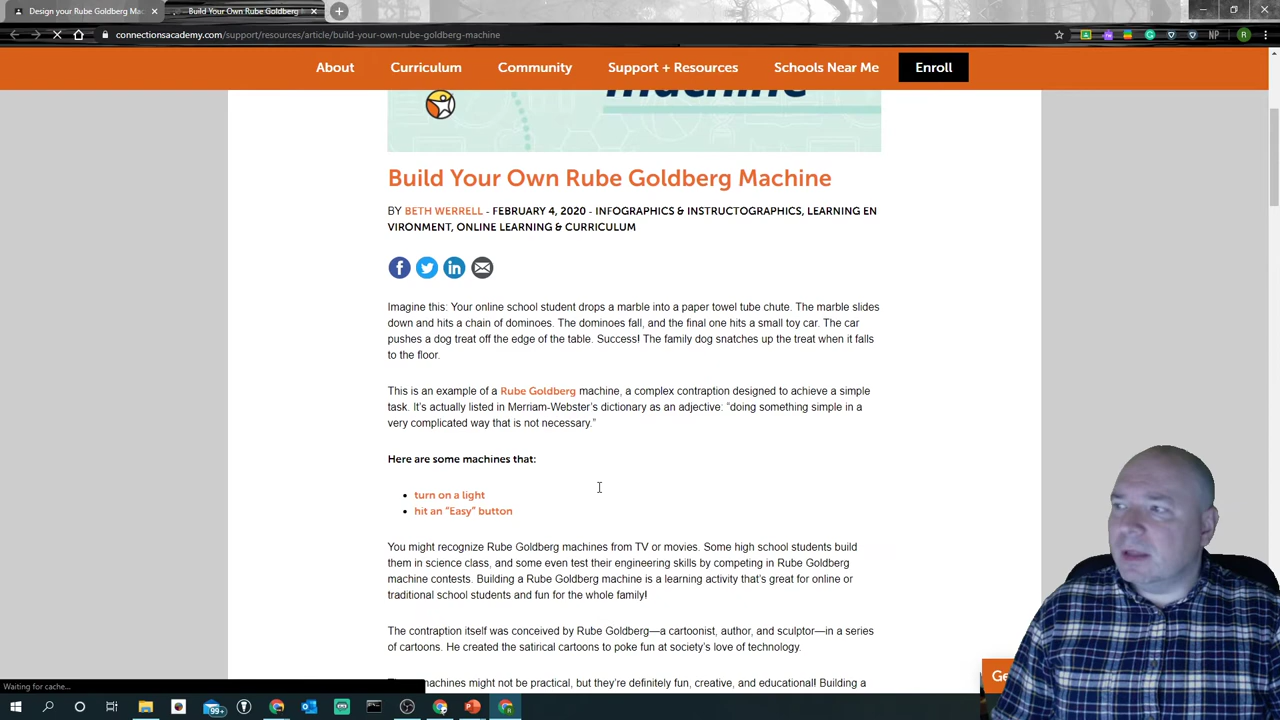 Design your Rube Goldberg Ma
Build Your Own Rube Goldberg
connectionsacademy.com/support/resources/article/build-your-own-rube-goldberg-machine
NP
R
About
Curriculum
Community
Support + Resources
Schools Near Me
Enroll
machine
Build Your Own Rube Goldberg Machine
BY BETH WERRELL - FEBRUARY 4, 2020 - INFOGRAPHICS & INSTRUCTOGRAPHICS, LEARNING EN
VIRONMENT, ONLINE LEARNING & CURRICULUM
Imagine this: Your online school student drops a marble into a paper towel tube chute. The marble slides
down and hits a chain of dominoes. The dominoes fall, and the final one hits a small toy car. The car
pushes a dog treat off the edge of the table. Success! The family dog snatches up the treat when it falls
to the floor.
This is an example of a Rube Goldberg machine, a complex contraption designed to achieve a simple
task. It's actually listed in Merriam-Webster's dictionary as an adjective: “doing something simple in a
very complicated way that is not necessary.”
Here are some machines that:
• turn on a light
• hit an “Easy” button
You might recognize Rube Goldberg machines from TV or movies. Some high school students build
them in science class, and some even test their engineering skills by competing in Rube Goldberg
machine contests. Building a Rube Goldberg machine is a learning activity that's great for online or
traditional school students and fun for the whole family!
The contraption itself was conceived by Rube Goldberg—a cartoonist, author, and sculptor—in a series
of cartoons. He created the satirical cartoons to poke fun at society's love of technology.
machines might not be practical, but they're definitely fun, creative, and educational! Building a
Ge
Waiting for cache...
99+